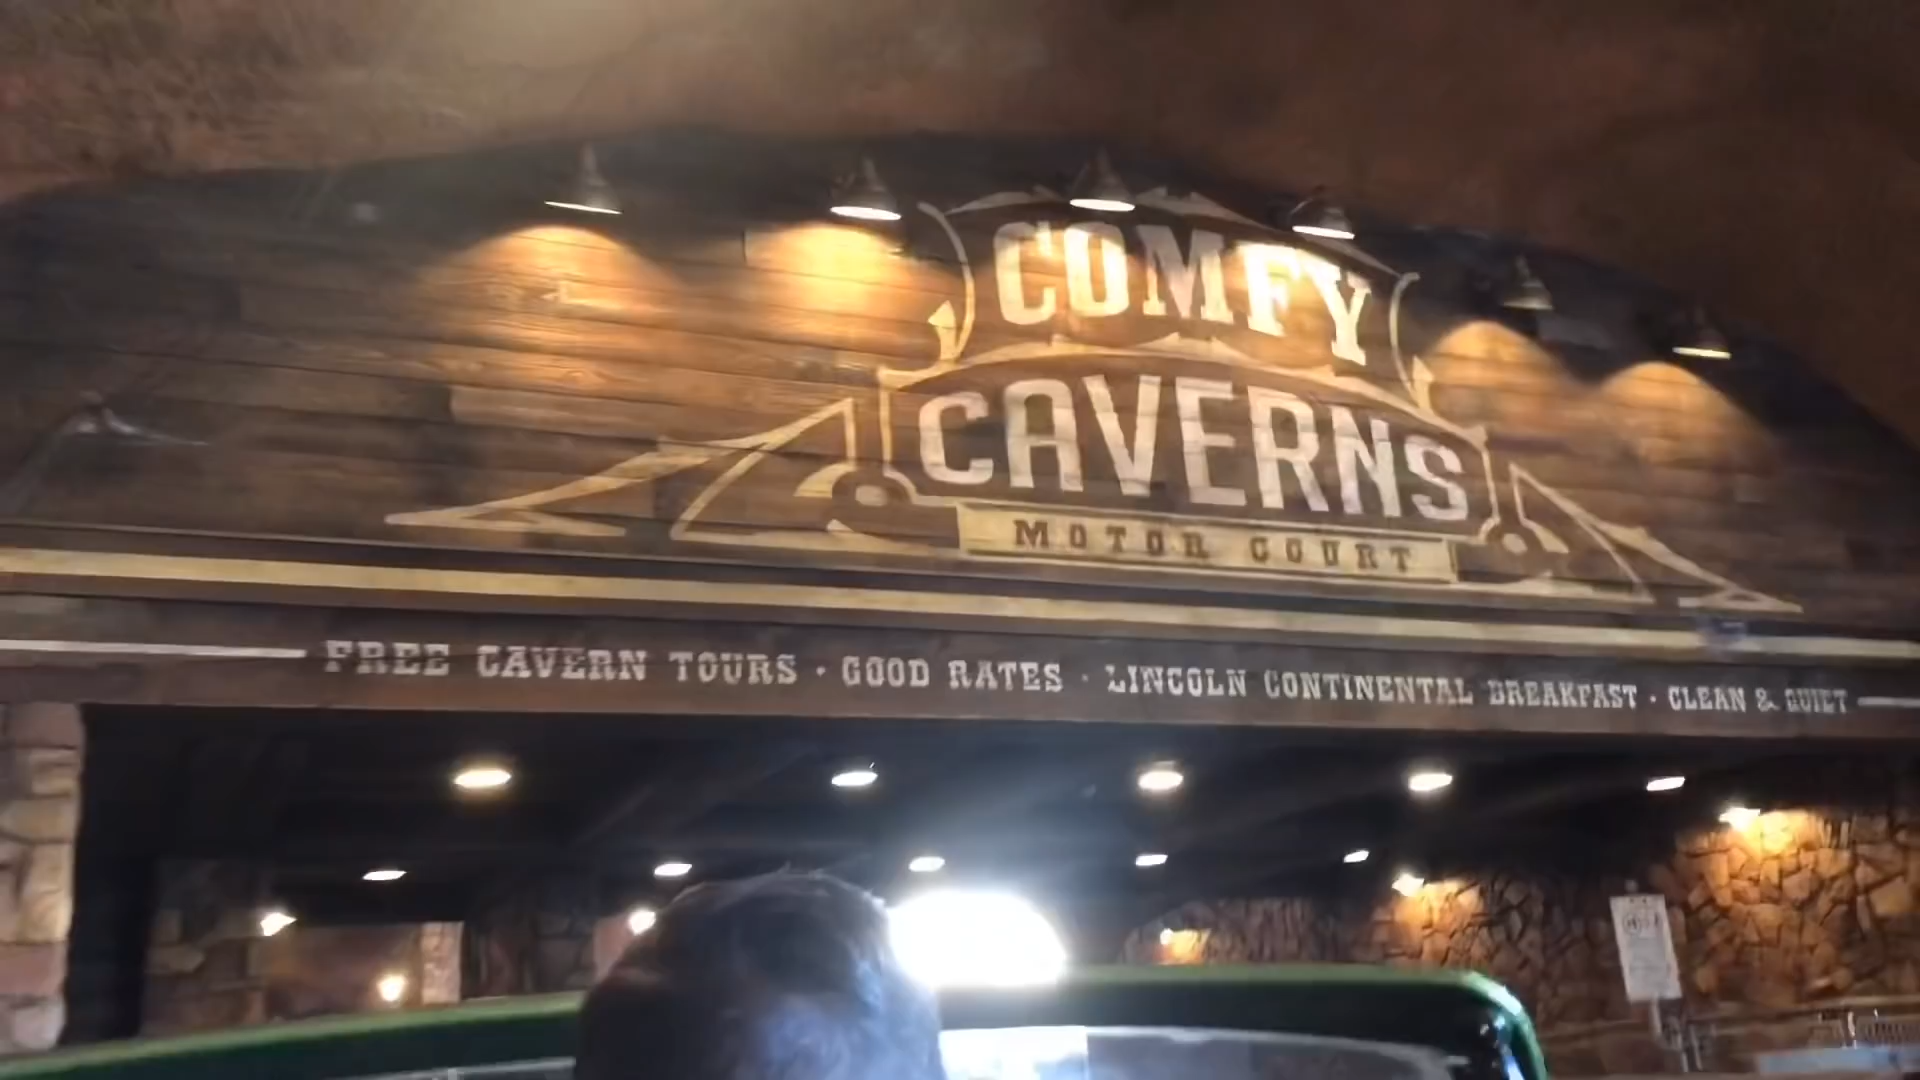 COMFY
CAVERNS
MOTOR COURT
FREE CAVERN TOURS · GOOD RATES · LINCOLN CONTINENTAL BREAKFAST · CLEAN & QUIET